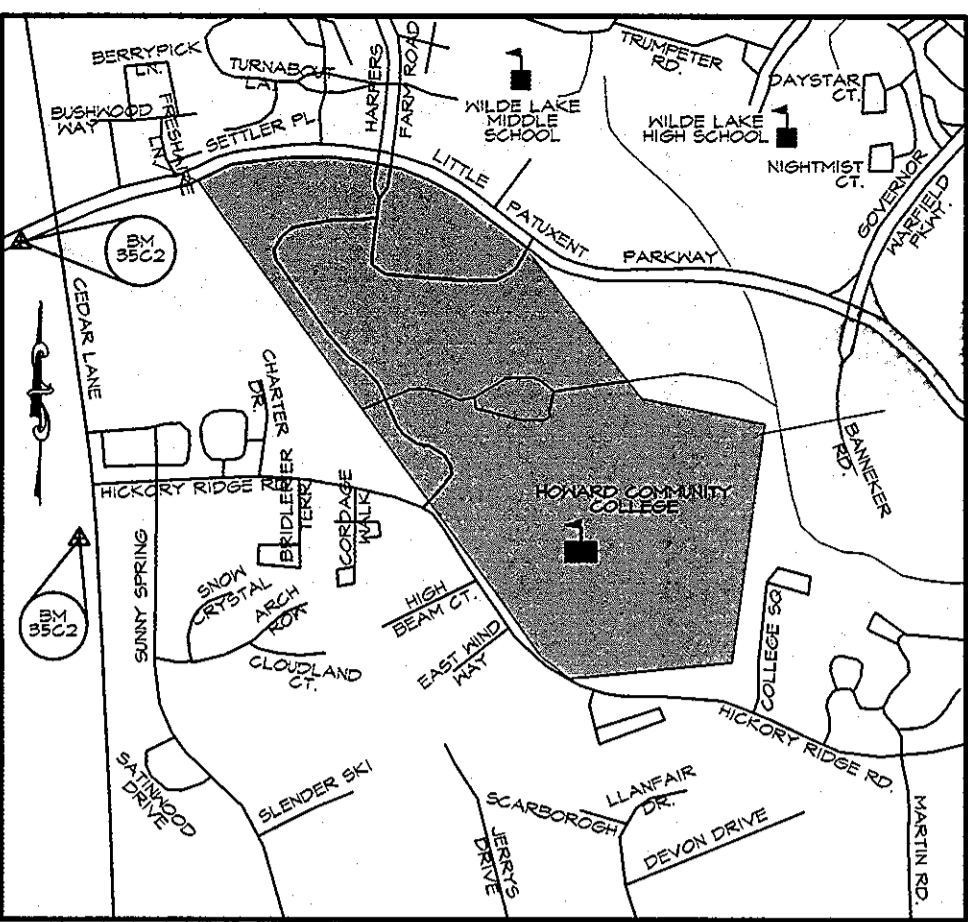 BERRYPICK
LN.
BUSHWOOD
WAY
FRESHAIRE
LN.
TURNABOUT
LA.
SETTLER PL
HARPERS
FARM ROAD
WILDE LAKE
MIDDLE
SCHOOL
TRUMPETER
RD.
WILDE LAKE
HIGH SCHOOL
DAYSTAR
CT.
NIGHTMIST
CT.
GOVERNOR
WARFIELD
PKWY.
LITTLE
PATUXENT
PARKWAY
BM
35C2
CEDAR LANE
CHARTER
DR.
HICKORY RIDGE RD
BRIDLERIER
TERR
CORDAGE
WALK
HOWARD COMMUNITY
COLLEGE
BANNEKER
RD.
BM
35C2
SUNNY SPRING
SNOW
CRYSTAL
ARCH
ROW
CLOUDLAND
CT.
HIGH
BEAM CT.
EAST WIND
WAY
COLLEGE SQ.
HICKORY RIDGE RD.
SATINWOOD
DRIVE
SLENDER SKI
JERRY'S
DRIVE
SCARBOROGH
LLANFAIR
DR.
DEVON DRIVE
MARTIN RD.